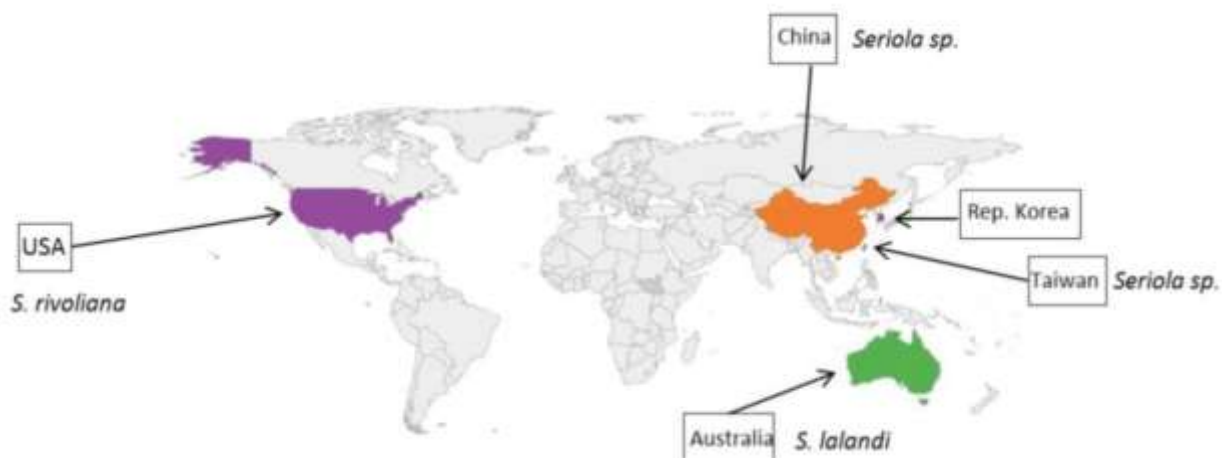 China Seriola sp.
Rep. Korea
USA
Taiwan Seriola sp.
S. rivoliana
Australia S. lalandi